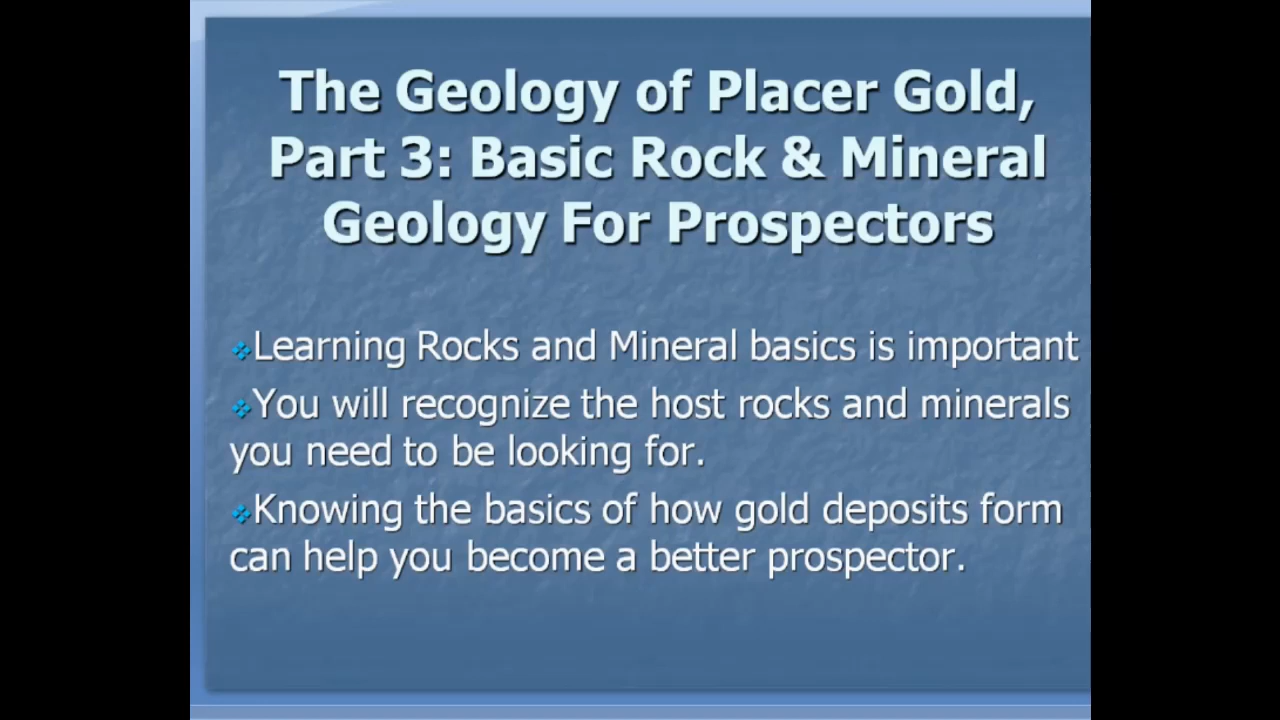 The Geology of Placer Gold,
Part 3: Basic Rock & Mineral
Geology For Prospectors
Learning Rocks and Mineral basics is important
You will recognize the host rocks and minerals
you need to be looking for.
Knowing the basics of how gold deposits form
can help you become a better prospector.